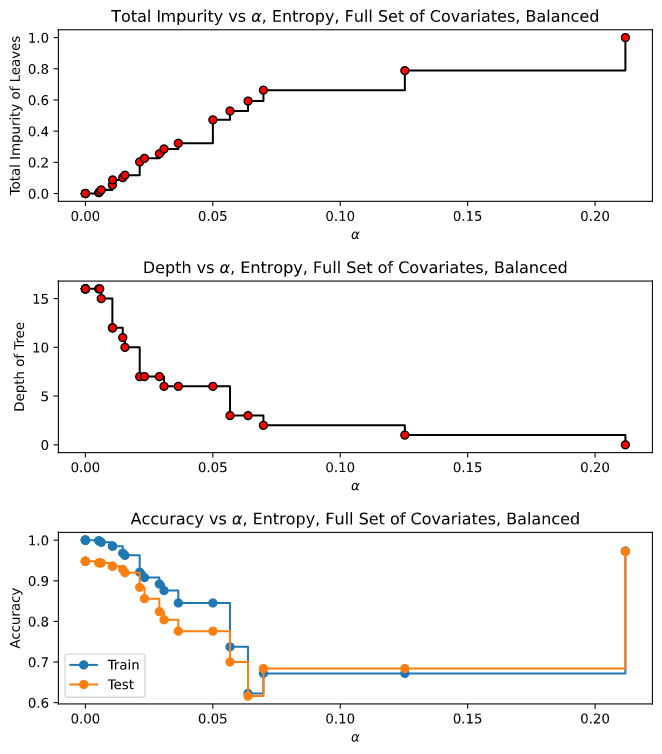 Total Impurity vs α, Entropy, Full Set of Covariates, Balanced
1.0
0.8
0.6
0.4
0.2
0.0
Total Impurity of Leaves
0.00 0.05 0.10 0.15 0.20
α
Depth vs α, Entropy, Full Set of Covariates, Balanced
15
10
5
0
Depth of Tree
0.00 0.05 0.10 0.15 0.20
α
Accuracy vs α, Entropy, Full Set of Covariates, Balanced
1.0
0.9
0.8
0.7
0.6
Accuracy
Train
Test
0.00 0.05 0.10 0.15 0.20
α